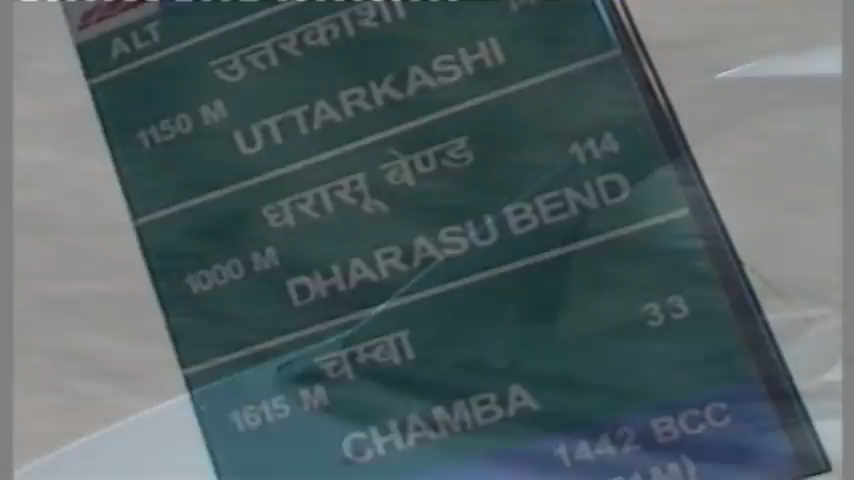 ALT
उत्तरकाशी
1150 M UTTARKASHI
धरासू बेण्ड 114
1000 M DHARASU BEND
चम्बा 33
1615 M CHAMBA
1442 BCC